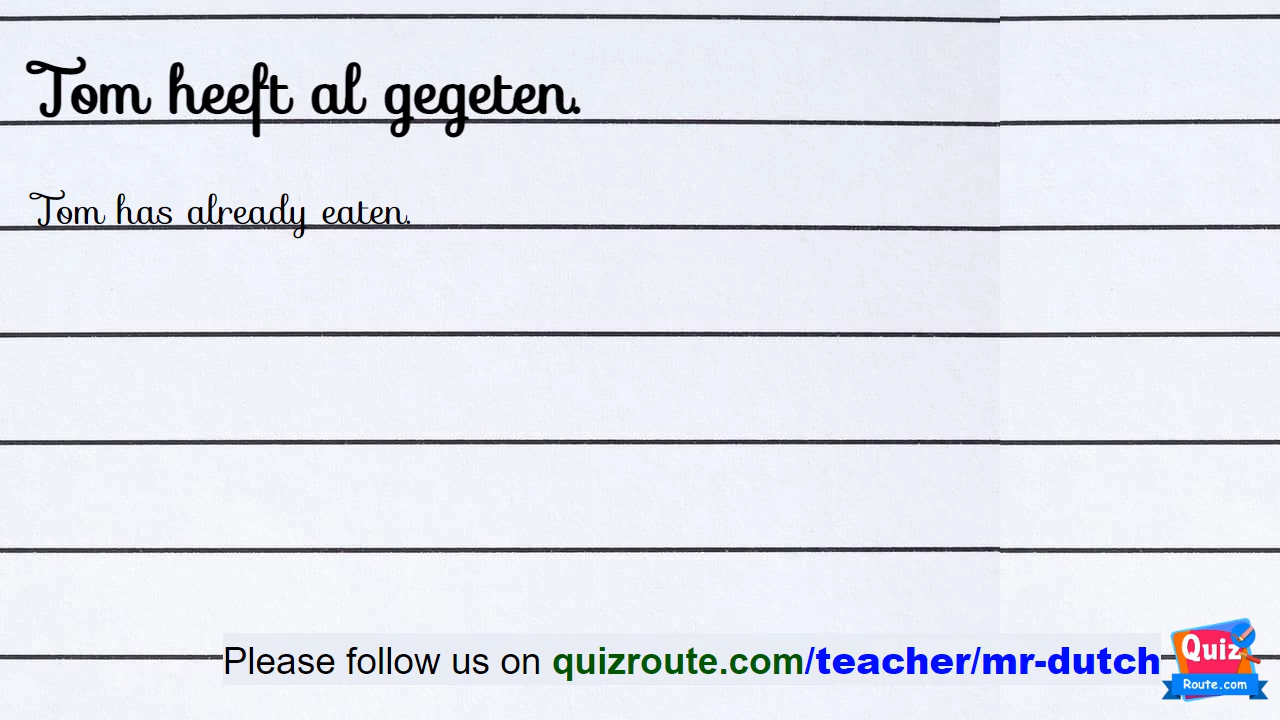 Tom heeft al gegeten.
Tom has already eaten.
Please follow us on quizroute.com/teacher/mr-dutch
Quiz
Route.com